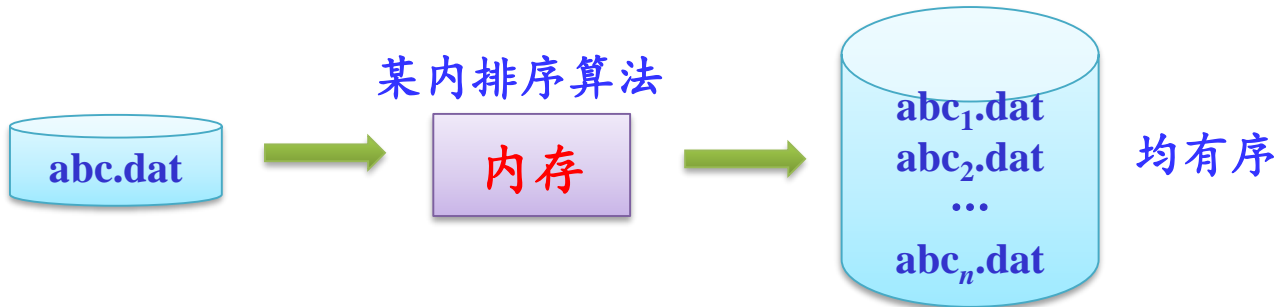 某内排序算法
abc.dat
内存
abc₁.dat
abc₂.dat
...
abcₙ.dat
均有序